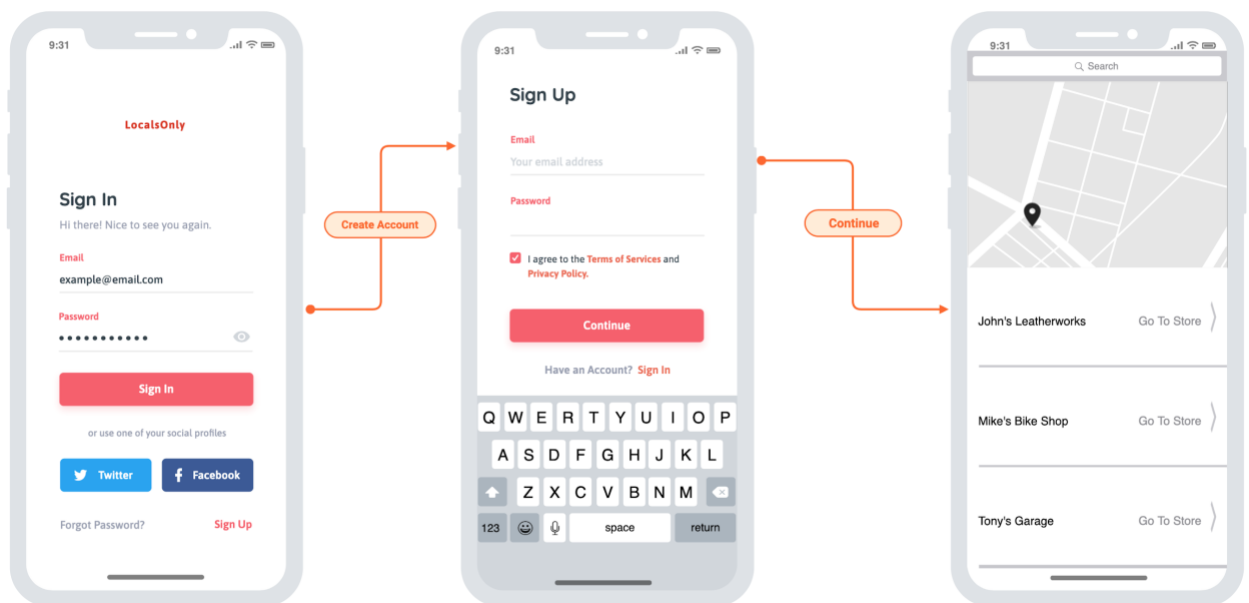 9:31
LocalsOnly
Sign In
Hi there! Nice to see you again.
Email
example@email.com
Password
Sign In
or use one of your social profiles
Twitter
Facebook
Forgot Password?
Sign Up
Create Account
9:31
Sign Up
Email
Your email address
Password
I agree to the Terms of Services and
Privacy Policy.
Continue
Have an Account? Sign In
Q W E R T Y U I O P
A S D F G H J K L
Z X C V B N M
123 space return
Continue
9:31
Search
John's Leatherworks Go To Store
Mike's Bike Shop Go To Store
Tony's Garage Go To Store